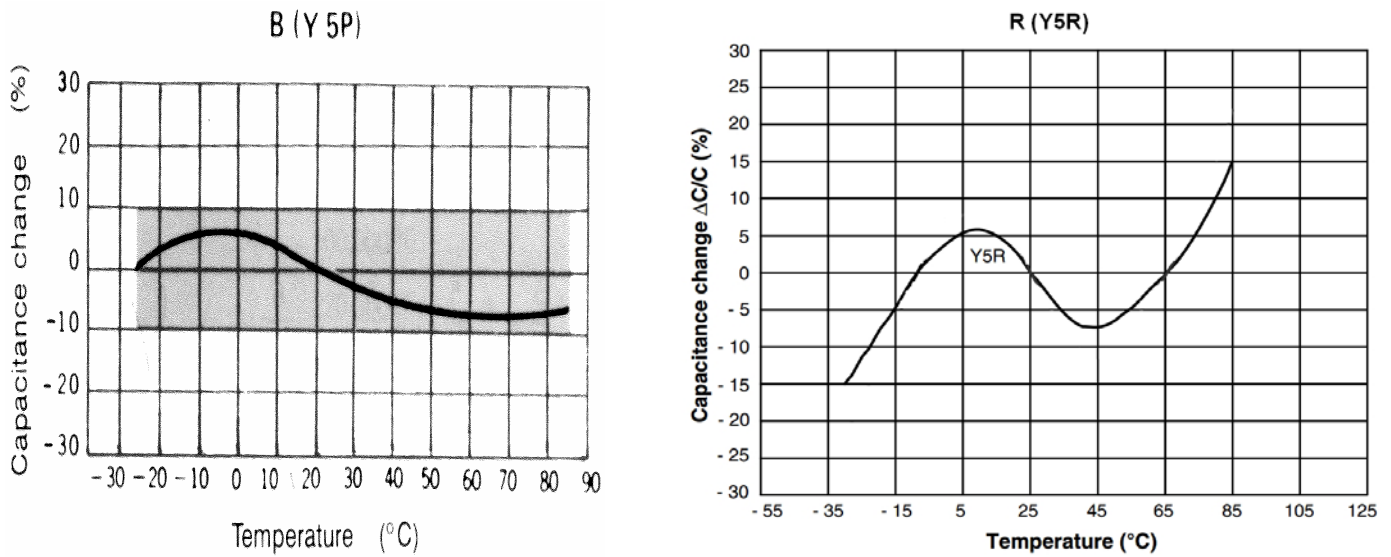 B (Y 5P)
Capacitance change (%)
30
20
10
0
-10
-20
-30
-30 -20 -10 0 10 20 30 40 50 60 70 80 90
Temperature (°C)
R (Y5R)
Capacitance change ΔC/C (%)
30
25
20
15
10
5
0
- 5
- 10
- 15
- 20
- 25
- 30
Y5R
- 55 - 35 - 15 5 25 45 65 85 105 125
Temperature (°C)